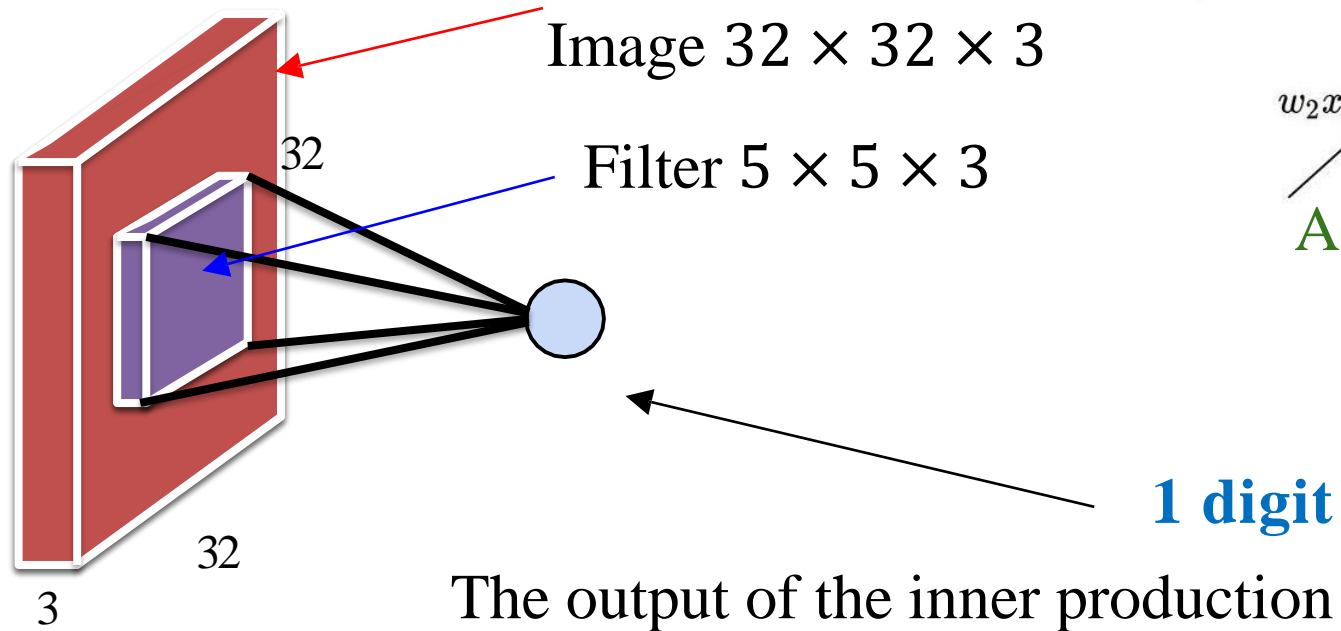 Image 32 × 32 × 3
w₂x
32
Filter 5 × 5 × 3
A
1 digit
32
The output of the inner production
3